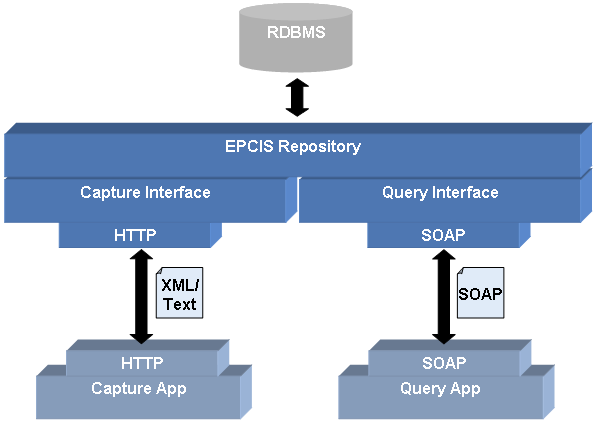 RDBMS
EPCIS Repository
Capture Interface
Query Interface
HTTP
SOAP
XML/
Text
SOAP
HTTP
SOAP
Capture App
Query App